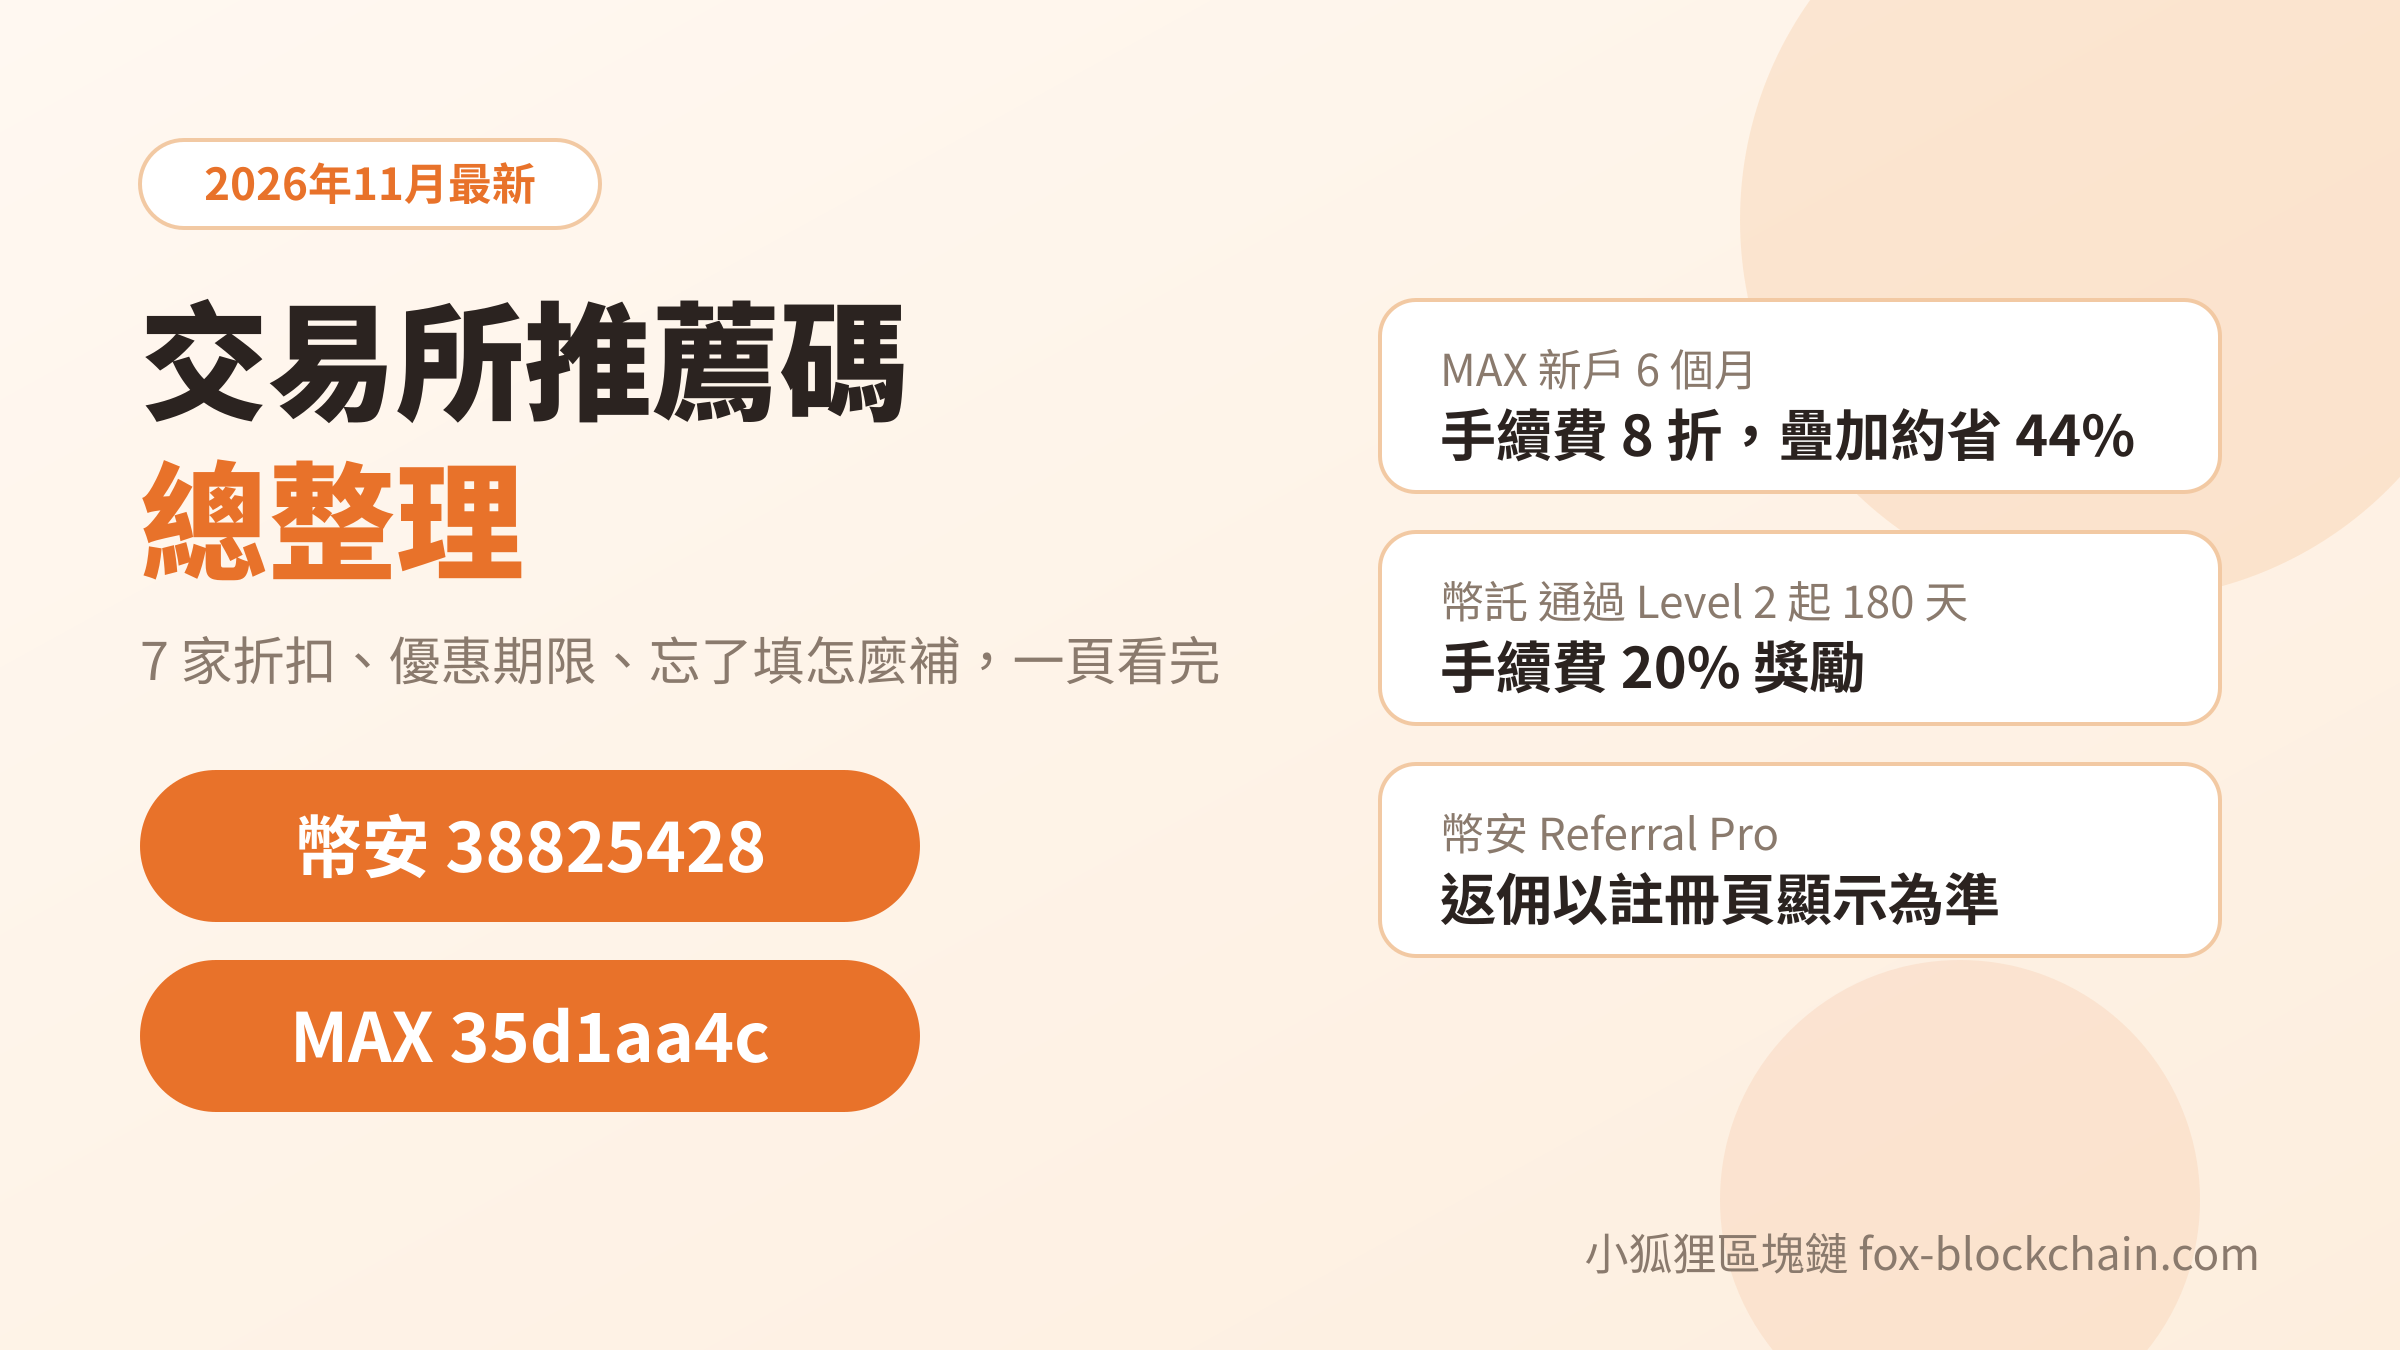 2026年11月最新
交易所推薦碼
總整理
7 家折扣、優惠期限、忘了填怎麼補，一頁看完
幣安 38825428
MAX 35d1aa4c
MAX 新戶 6 個月
手續費 8 折，疊加約省 44%
幣託 通過 Level 2 起 180 天
手續費 20% 獎勵
幣安 Referral Pro
返佣以註冊頁顯示為準
小狐狸區塊鏈 fox-blockchain.com